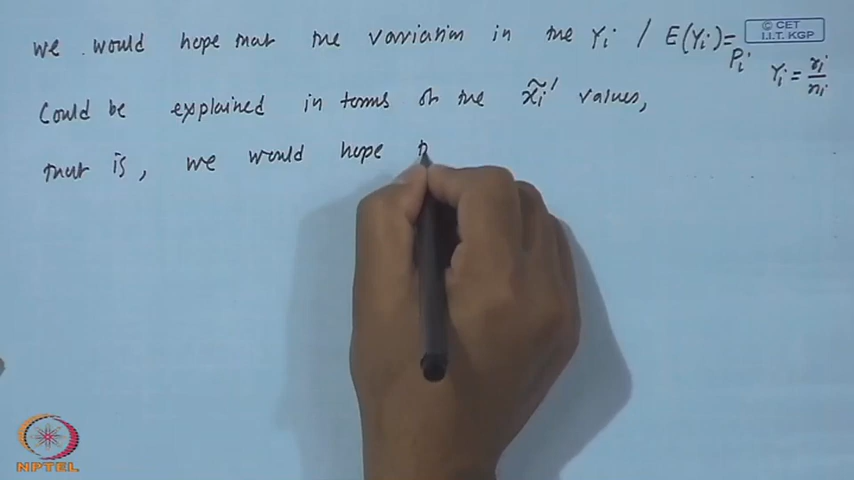 we would hope that the variation in the Yi / E(Yi) = Pi Yi = ri/ni
Could be explained in terms of the x̃i' values,
that is, we would hope
© CET
I.I.T. KGP
NPTEL